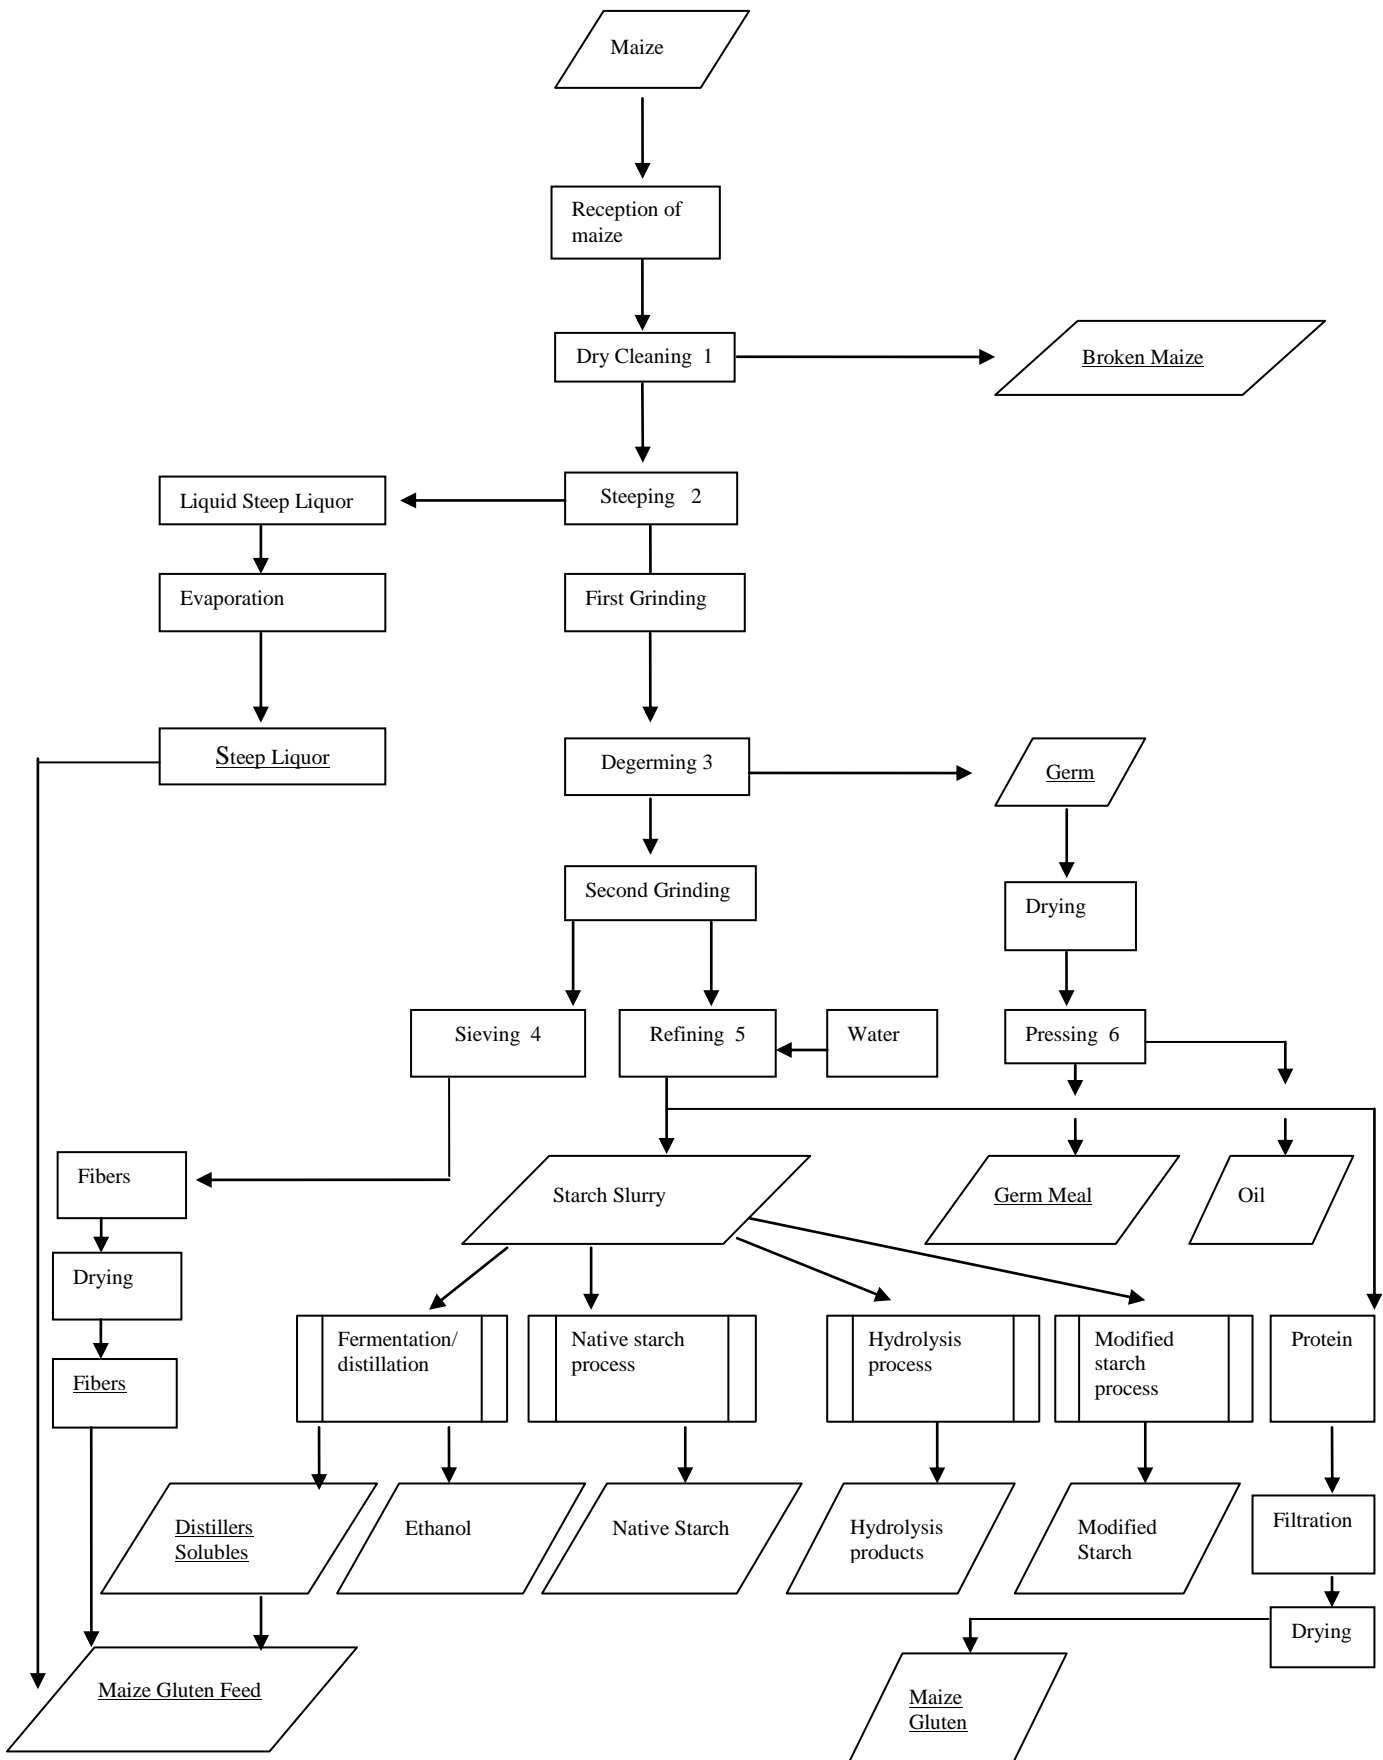 Maize
Reception of
maize
Dry Cleaning 1
Broken Maize
Liquid Steep Liquor
Steeping 2
Evaporation
First Grinding
Steep Liquor
Degerming 3
Germ
Second Grinding
Drying
Sieving 4
Refining 5
Water
Pressing 6
Fibers
Starch Slurry
Germ Meal
Oil
Drying
Fermentation/
distillation
Native starch
process
Hydrolysis
process
Modified
starch
process
Protein
Fibers
Distillers
Solubles
Ethanol
Native Starch
Hydrolysis
products
Modified
Starch
Filtration
Drying
Maize Gluten Feed
Maize
Gluten